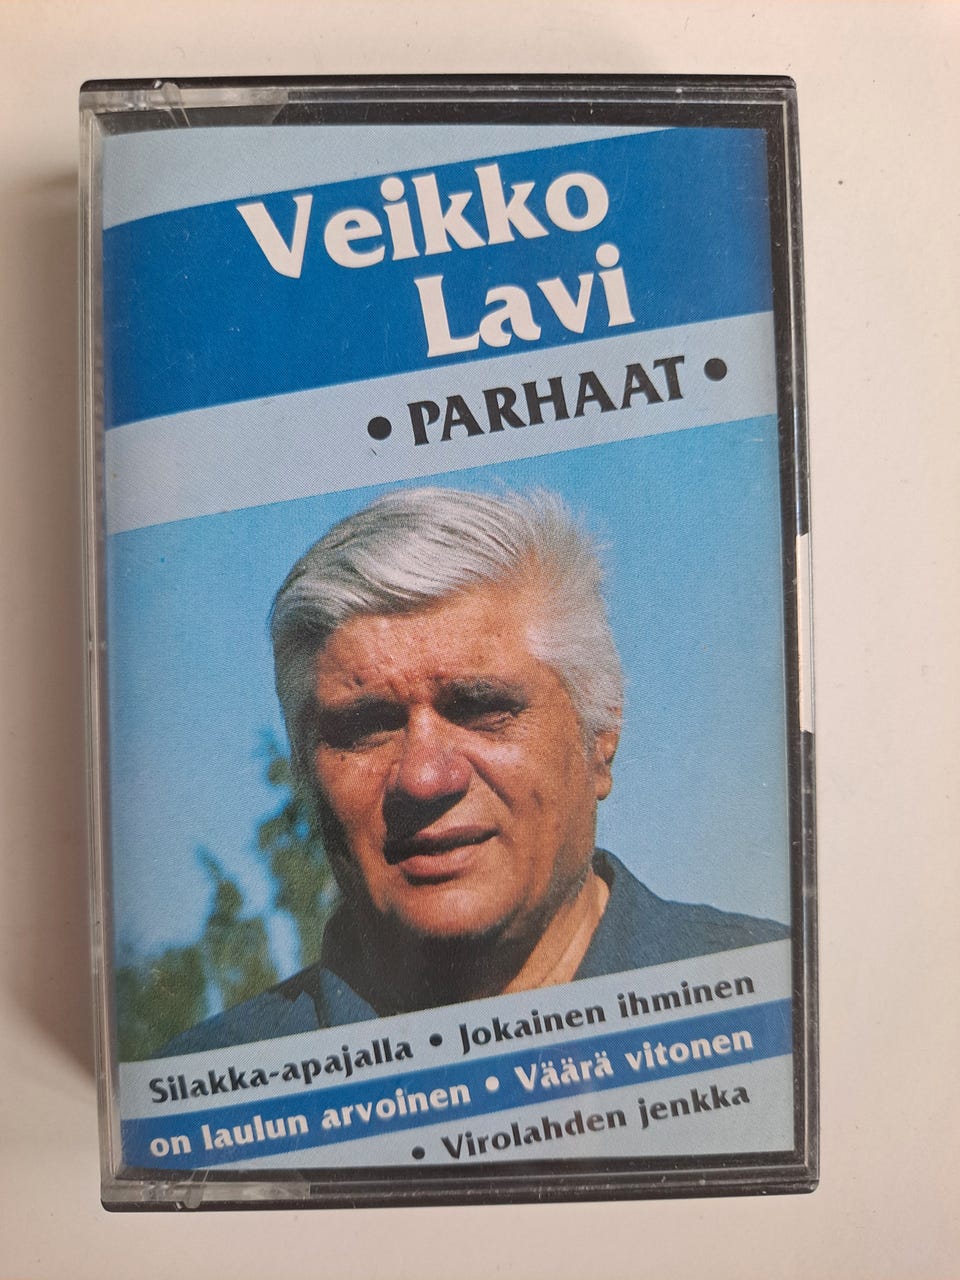 Veikko
Lavi
• PARHAAT •
Silakka-apajalla • Jokainen ihminen
on laulun arvoinen • Väärä vitonen
• Virolahden jenkka